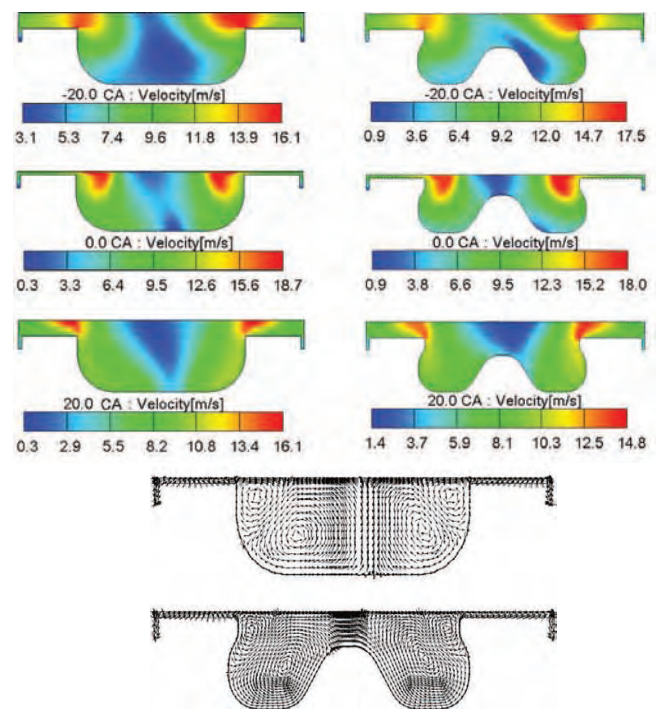 -20.0 CA : Velocity[m/s]
3.1 5.3 7.4 9.6 11.8 13.9 16.1
-20.0 CA : Velocity[m/s]
0.9 3.6 6.4 9.2 12.0 14.7 17.5
0.0 CA : Velocity[m/s]
0.3 3.3 6.4 9.5 12.6 15.6 18.7
0.0 CA : Velocity[m/s]
0.9 3.8 6.6 9.5 12.3 15.2 18.0
20.0 CA : Velocity[m/s]
0.3 2.9 5.5 8.2 10.8 13.4 16.1
20.0 CA : Velocity[m/s]
1.4 3.7 5.9 8.1 10.3 12.5 14.8